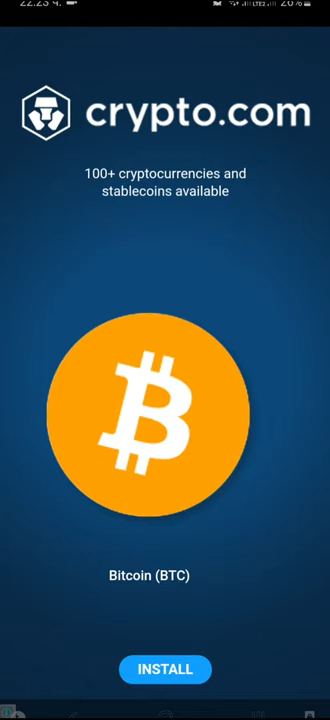 crypto.com
100+ cryptocurrencies and
stablecoins available
Bitcoin (BTC)
INSTALL